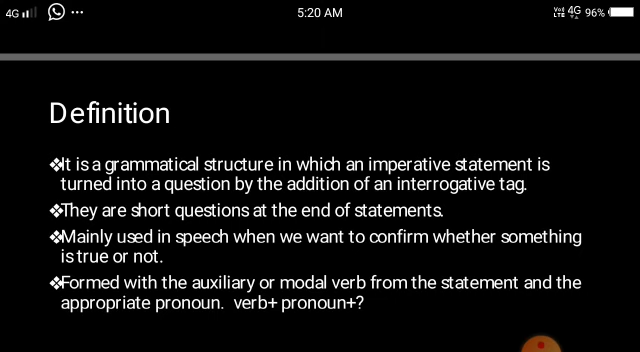 4G 5:20 AM VoD LTE 4G 96%
Definition
❖It is a grammatical structure in which an imperative statement is
turned into a question by the addition of an interrogative tag.
❖They are short questions at the end of statements.
❖Mainly used in speech when we want to confirm whether something
is true or not.
❖Formed with the auxiliary or modal verb from the statement and the
appropriate pronoun. verb+ pronoun+?